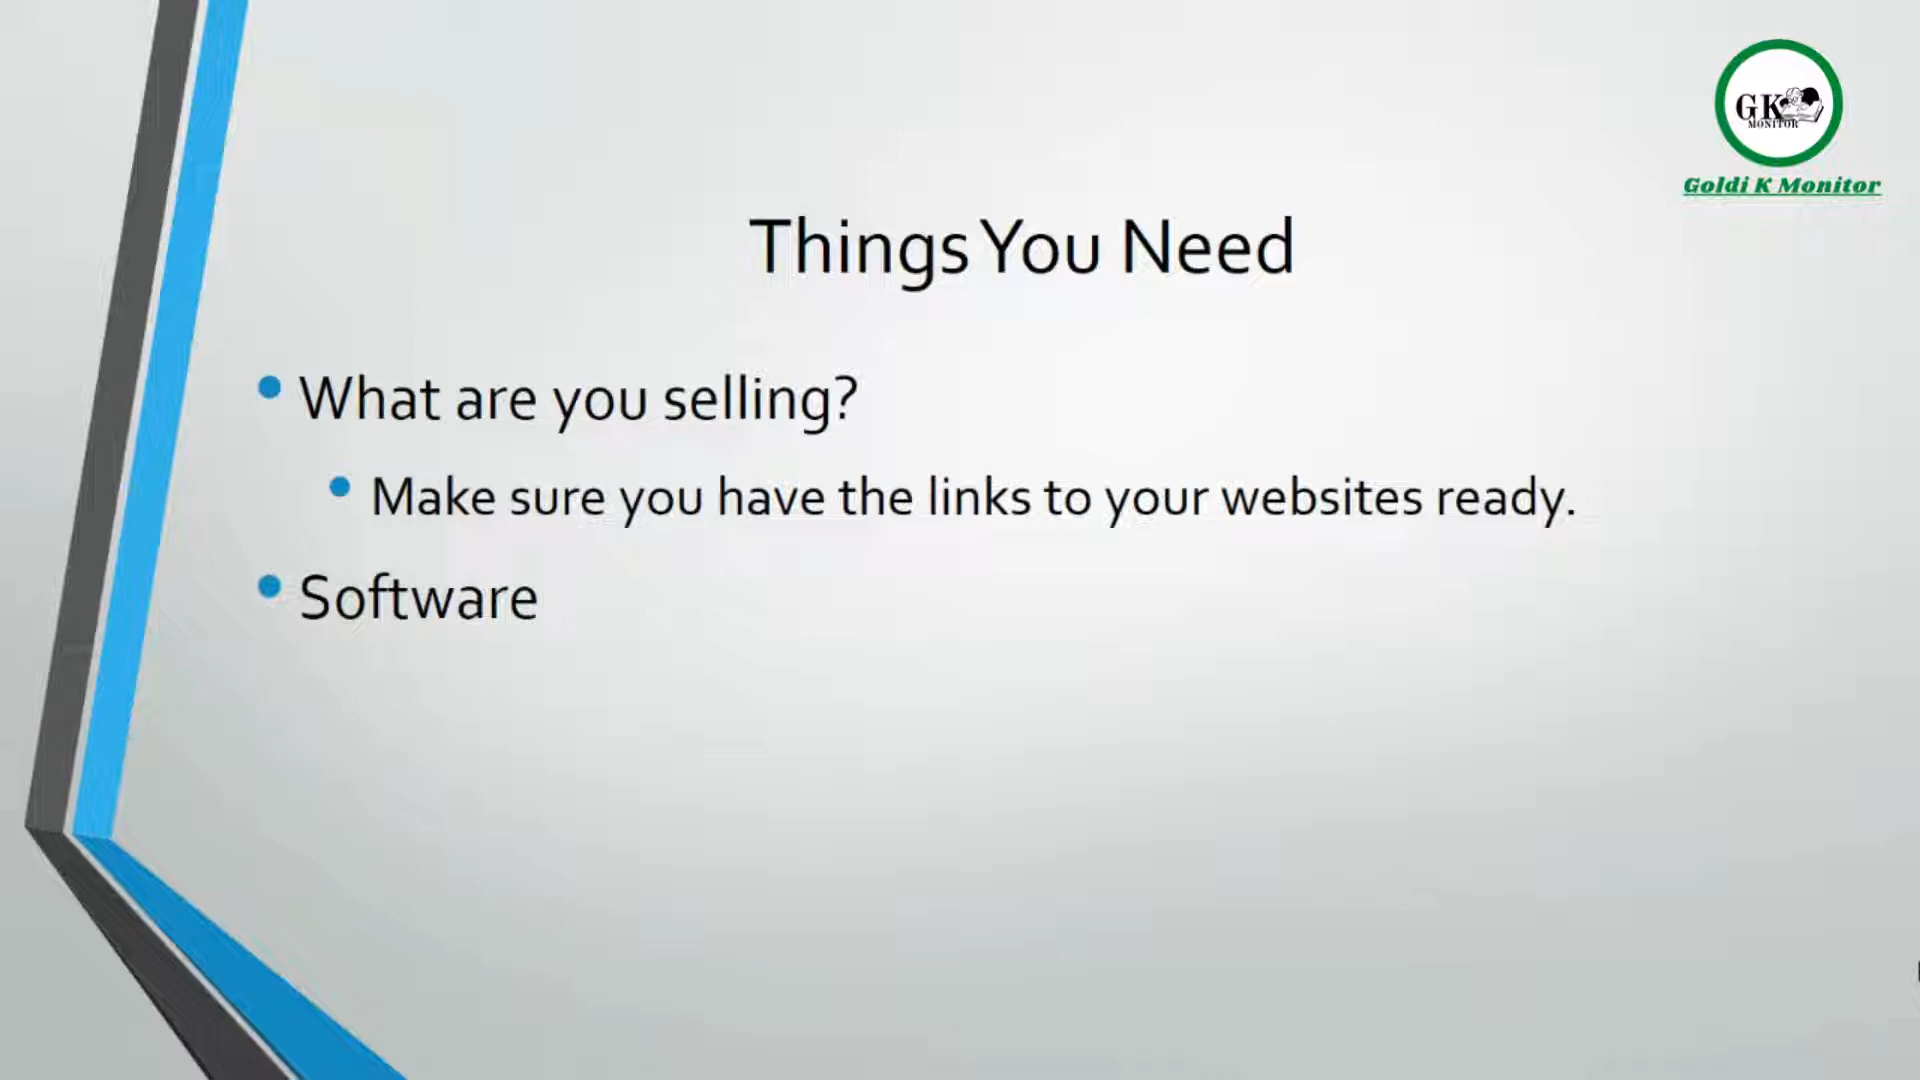 GK
MONITOR
Goldi K Monitor
Things You Need
What are you selling?
Make sure you have the links to your websites ready.
Software